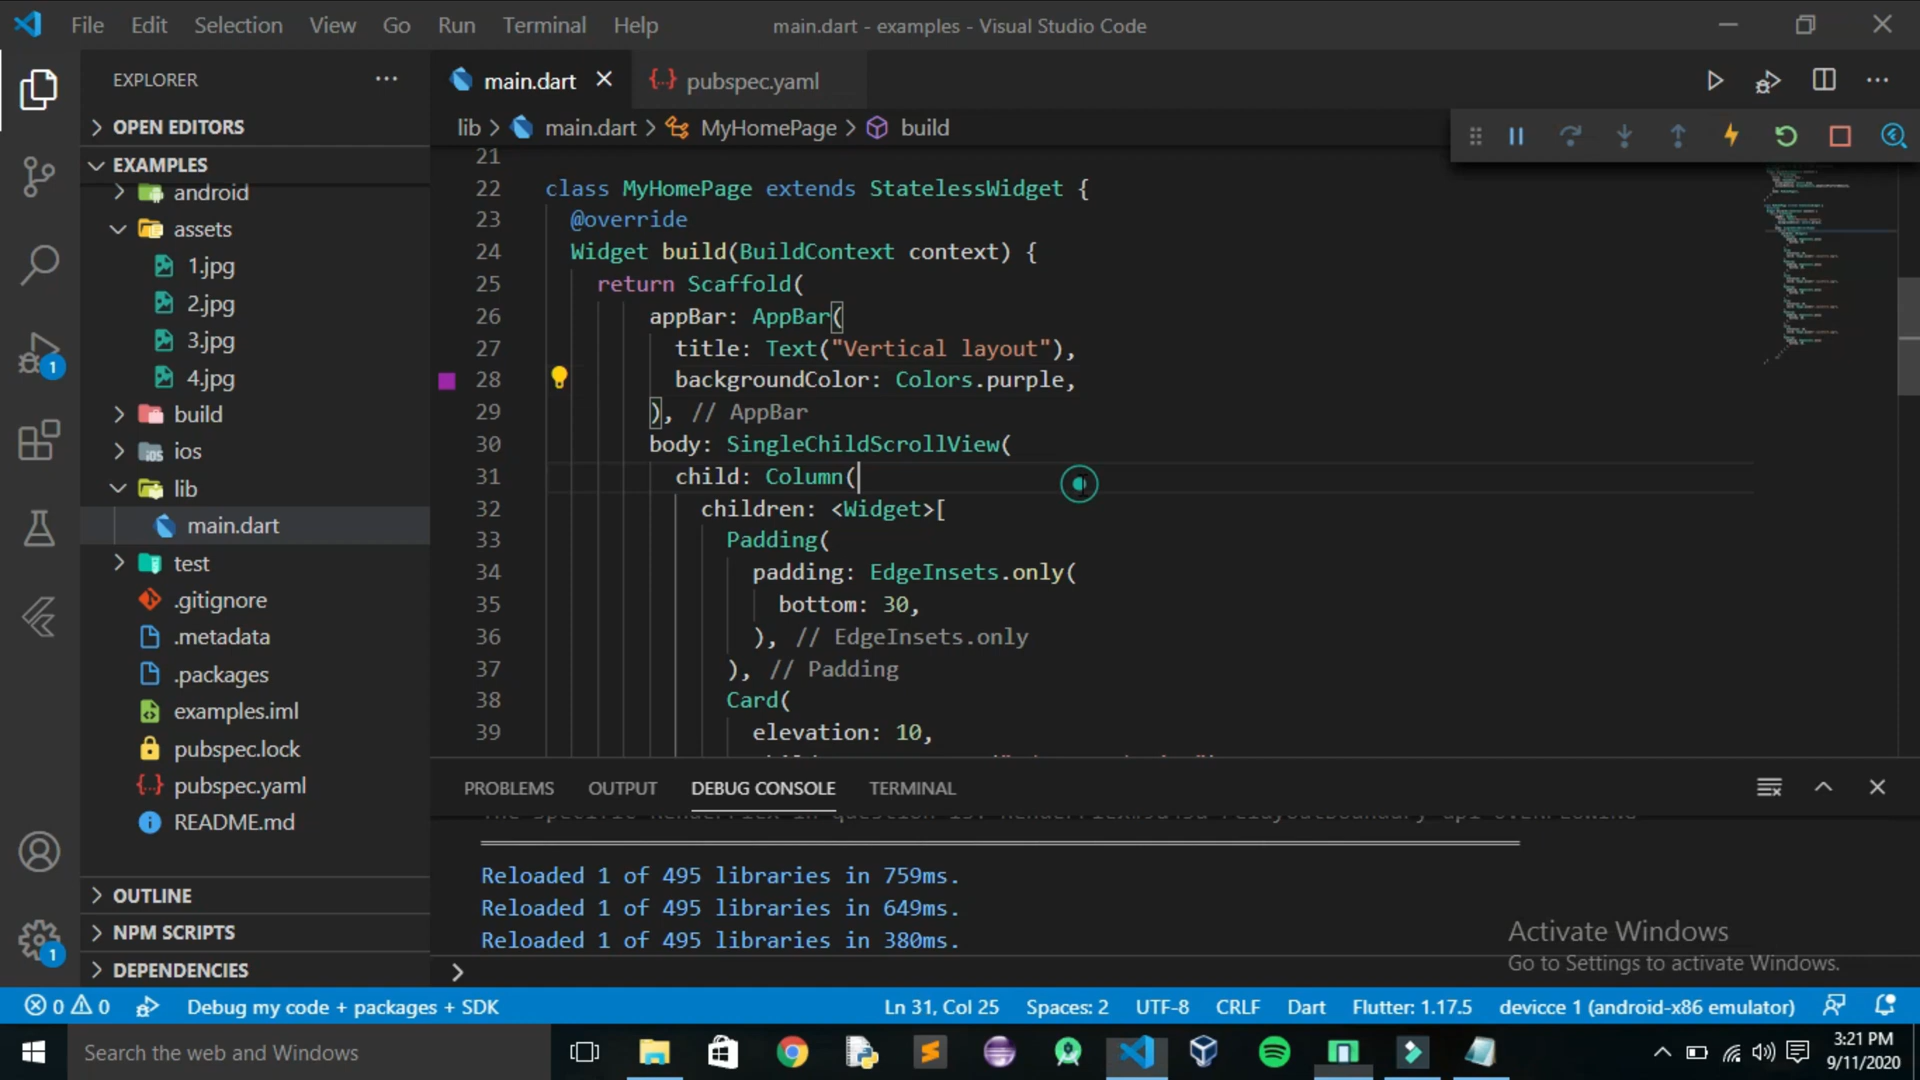 File Edit Selection View Go Run Terminal Help main.dart - examples - Visual Studio Code
EXPLORER
OPEN EDITORS
EXAMPLES
android
assets
1.jpg
2.jpg
3.jpg
4.jpg
build
ios
lib
main.dart
test
.gitignore
.metadata
.packages
examples.iml
pubspec.lock
pubspec.yaml
README.md
OUTLINE
NPM SCRIPTS
DEPENDENCIES
1
1
main.dart pubspec.yaml
lib > main.dart > MyHomePage > build
21
22 class MyHomePage extends StatelessWidget {
23 @override
24 Widget build(BuildContext context) {
25 return Scaffold(
26 appBar: AppBar(
27 title: Text("Vertical layout"),
28 backgroundColor: Colors.purple,
29 ), // AppBar
30 body: SingleChildScrollView(
31 child: Column(
32 children: <Widget>[
33 Padding(
34 padding: EdgeInsets.only(
35 bottom: 30,
36 ), // EdgeInsets.only
37 ), // Padding
38 Card(
39 elevation: 10,
PROBLEMS OUTPUT DEBUG CONSOLE TERMINAL
Reloaded 1 of 495 libraries in 759ms.
Reloaded 1 of 495 libraries in 649ms.
Reloaded 1 of 495 libraries in 380ms.
Activate Windows
Go to Settings to activate Windows.
0 0 Debug my code + packages + SDK Ln 31, Col 25 Spaces: 2 UTF-8 CRLF Dart Flutter: 1.17.5 devicce 1 (android-x86 emulator)
Search the web and Windows
3:21 PM
9/11/2020